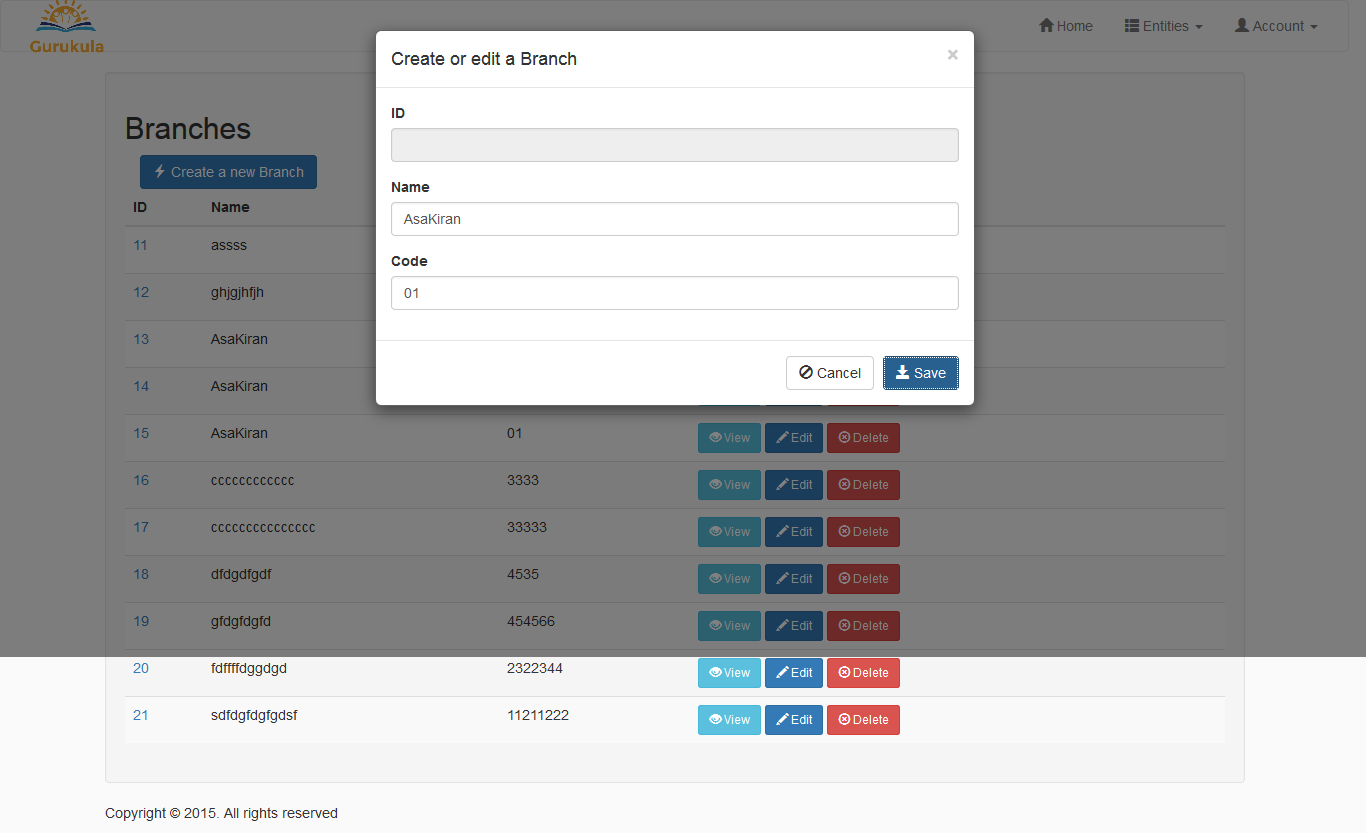 Gurukula
Home Entities Account
Create or edit a Branch ×
ID
Name
AsaKiran
Code
01
Cancel Save
Branches
Create a new Branch
ID Name
11 assss
12 ghjgjhfjh
13 AsaKiran
14 AsaKiran
15 AsaKiran 01 View Edit Delete
16 cccccccccccc 3333 View Edit Delete
17 ccccccccccccccc 33333 View Edit Delete
18 dfdgdfgdf 4535 View Edit Delete
19 gfdgfdgfd 454566 View Edit Delete
20 fdffffdggdgd 2322344 View Edit Delete
21 sdfdgfdgfgdsf 11211222 View Edit Delete
Copyright © 2015. All rights reserved